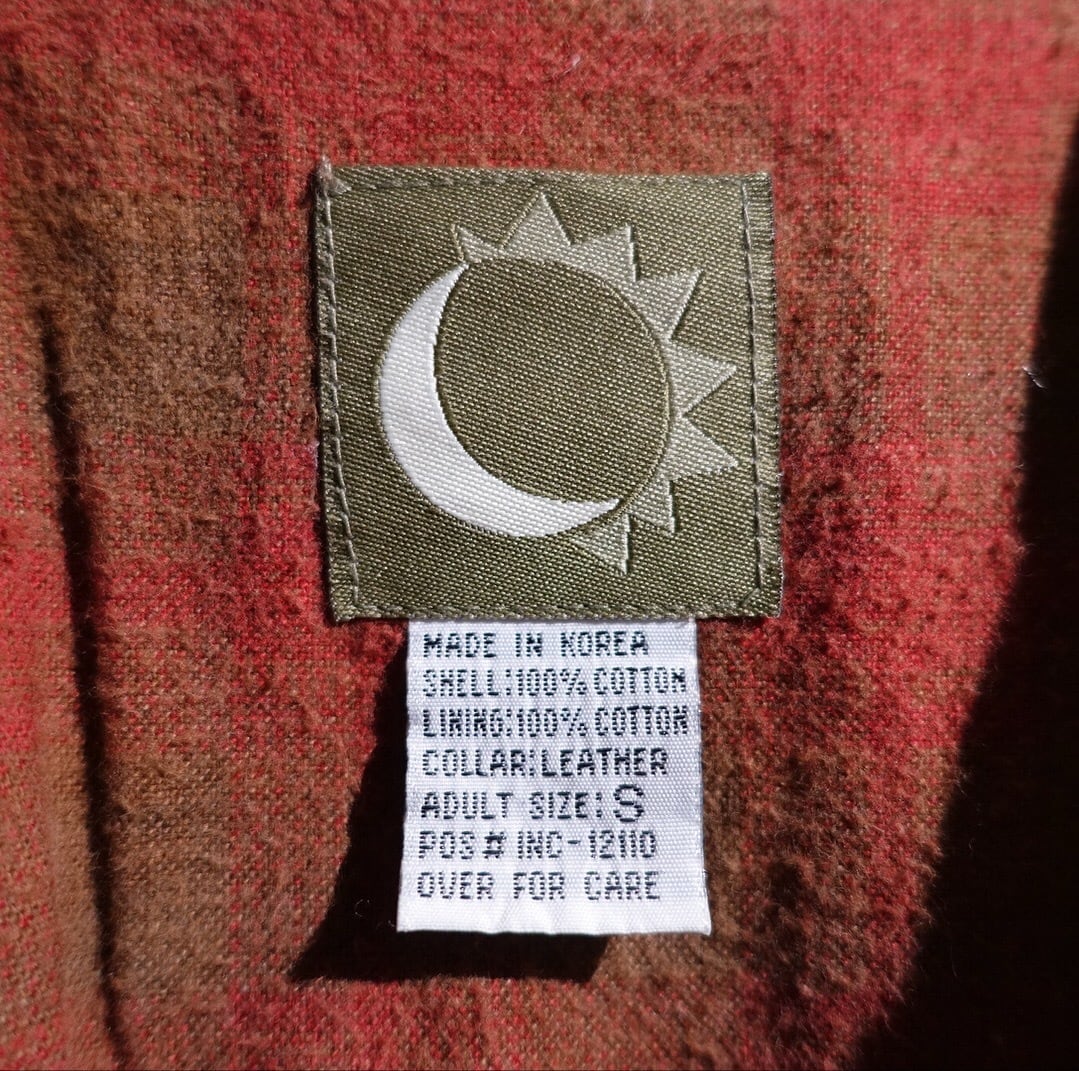 MADE IN KOREA
SHELL:100% COTTON
LINING:100% COTTON
COLLAR:LEATHER
ADULT SIZE: S
POS# INC-12110
OVER FOR CARE